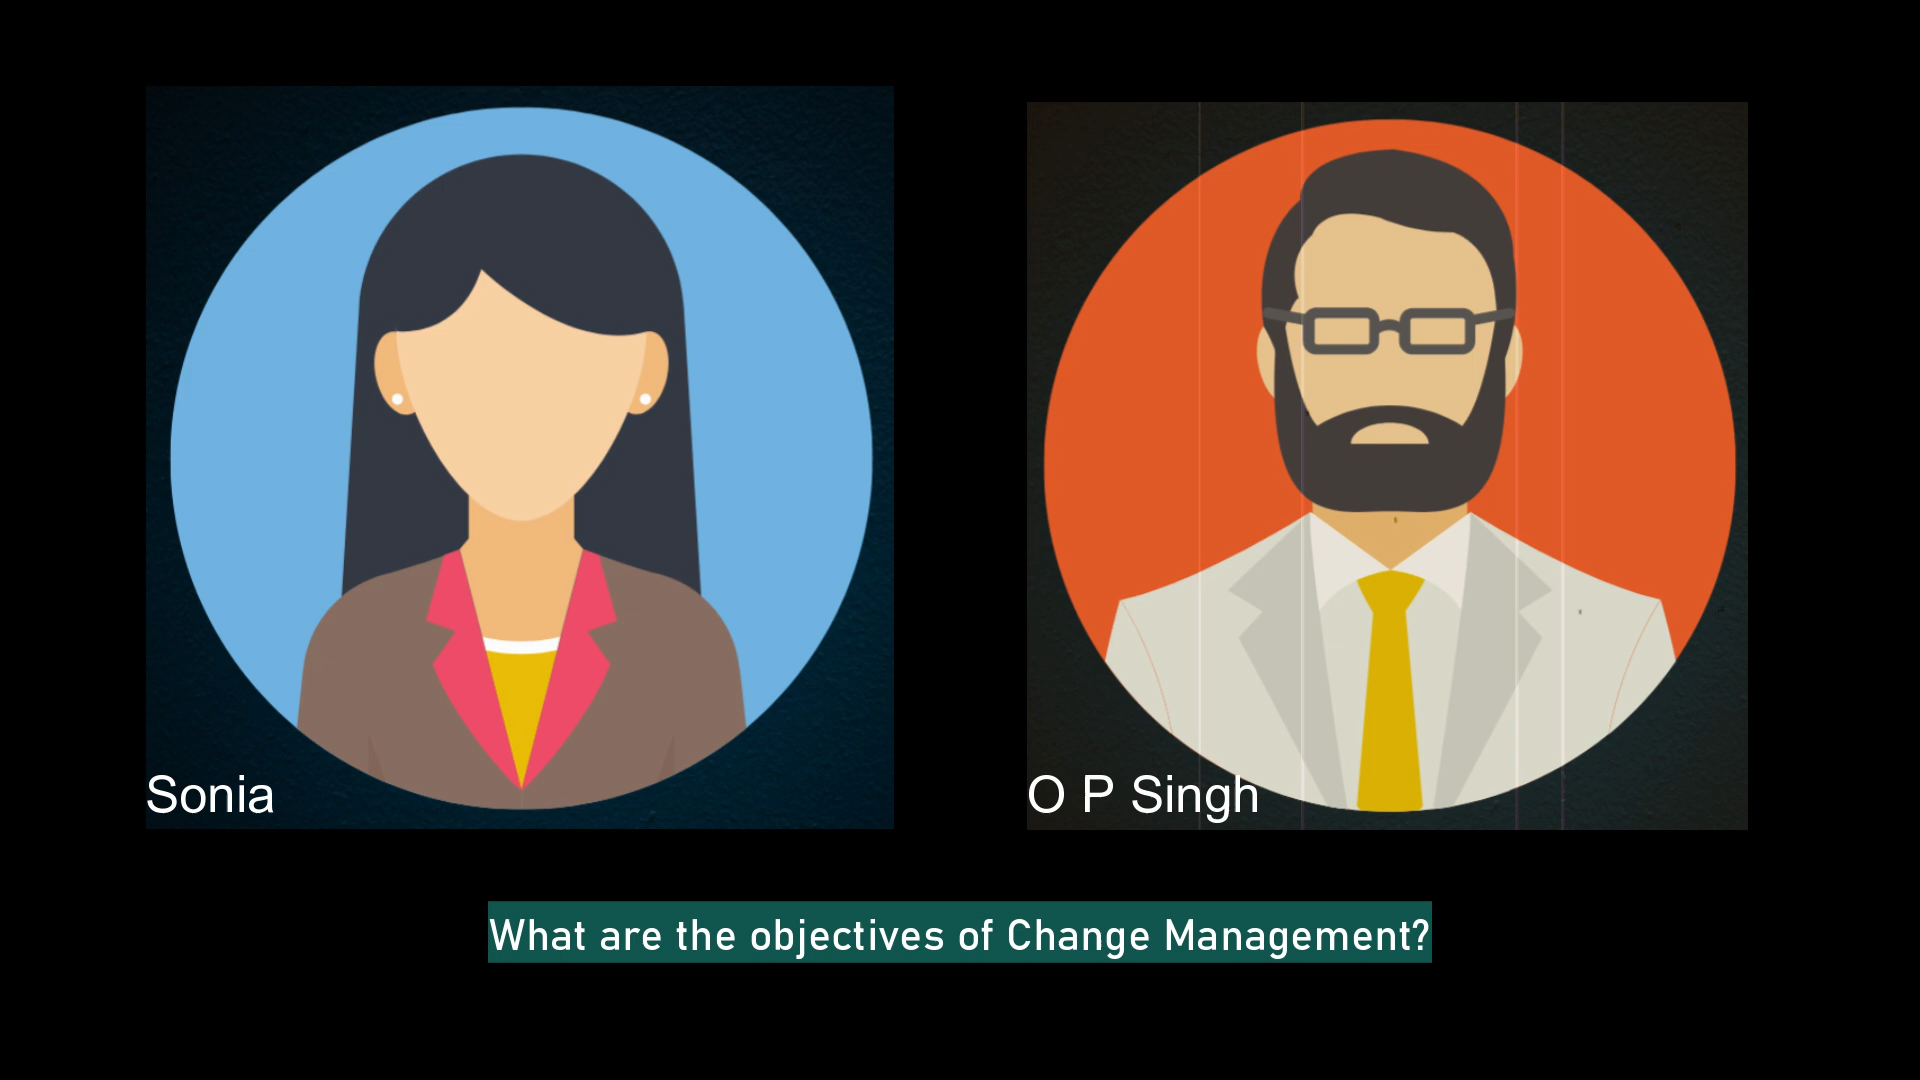 Sonia
O P Singh
What are the objectives of Change Management?